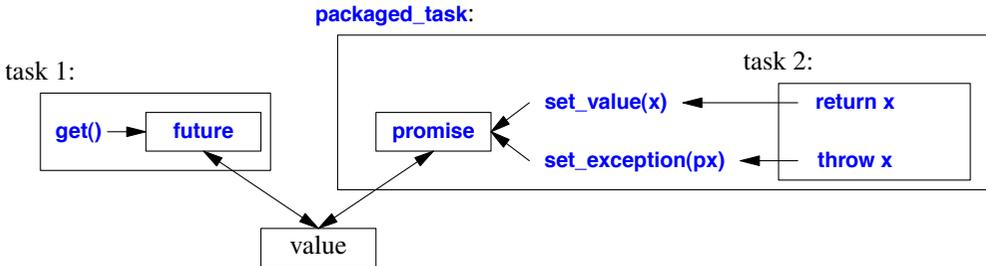 packaged_task:
task 1:
task 2:
get()
future
promise
set_value(x)
return x
set_exception(px)
throw x
value